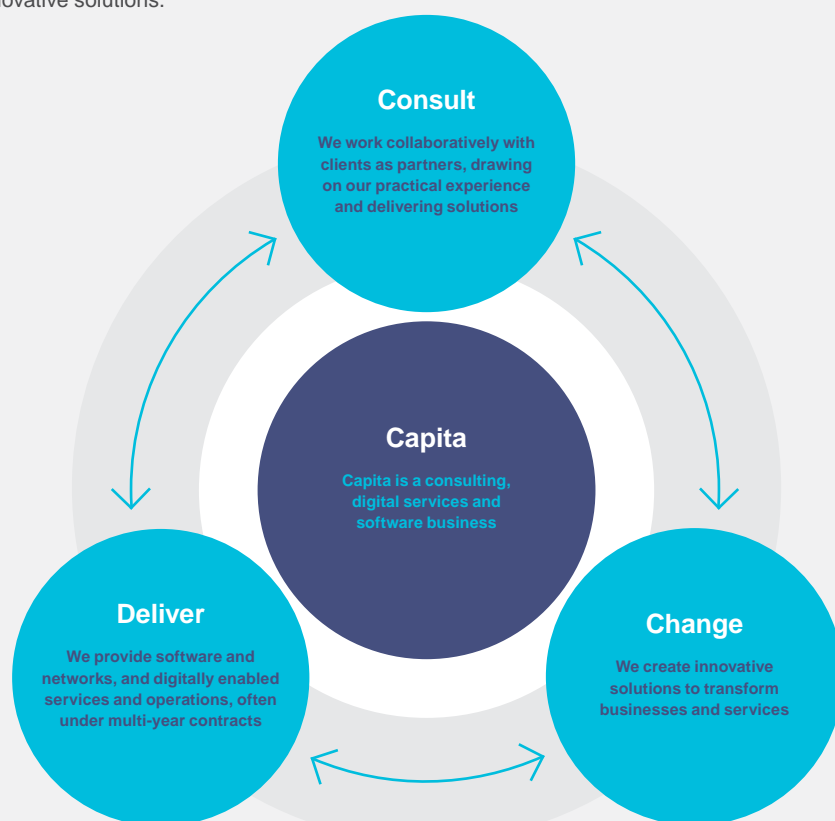 ovative solutions.
Consult
We work collaboratively with
clients as partners, drawing
on our practical experience
and delivering solutions
Capita
Capita is a consulting,
digital services and
software business
Deliver
We provide software and
networks, and digitally enabled
services and operations, often
under multi-year contracts
Change
We create innovative
solutions to transform
businesses and services